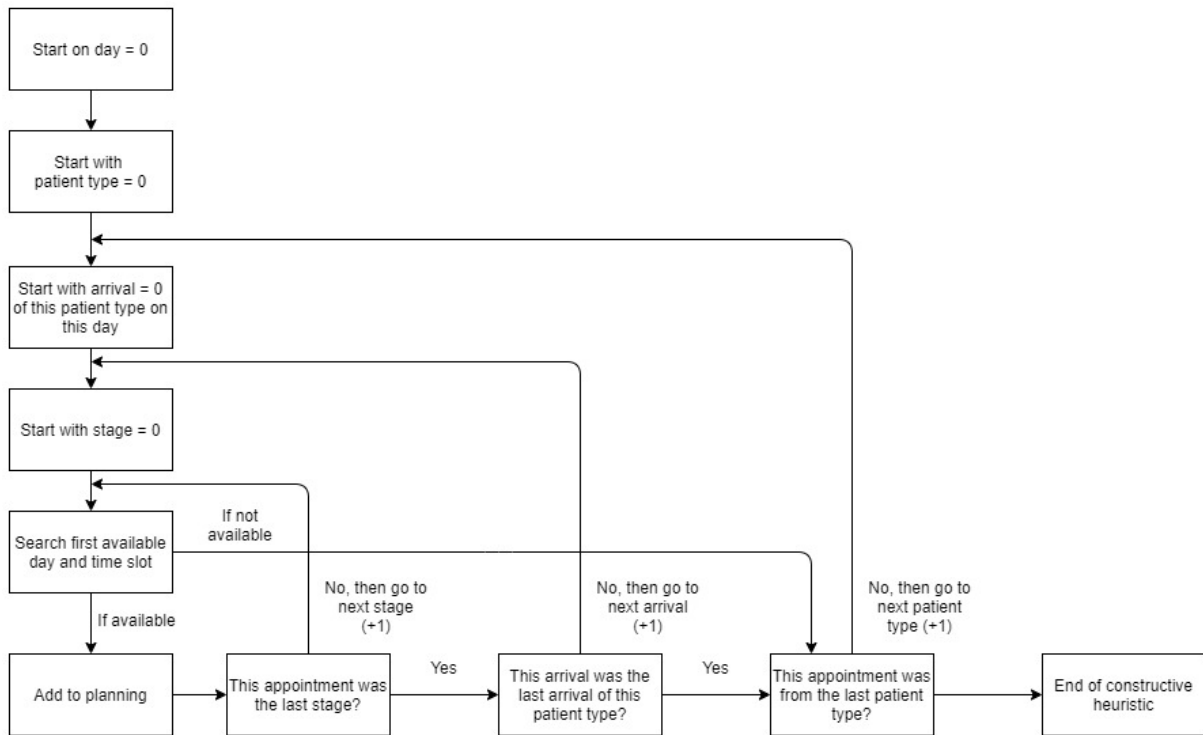 Start on day = 0
Start with
patient type = 0
Start with arrival = 0
of this patient type on
this day
Start with stage = 0
If not
available
Search first available
day and time slot
No, then go to
next stage
(+1)
No, then go to
next arrival
(+1)
No, then go to
next patient
type (+1)
If available
Add to planning
This appointment was
the last stage?
Yes
This arrival was the
last arrival of this
patient type?
Yes
This appointment was
from the last patient
type?
End of constructive
heuristic